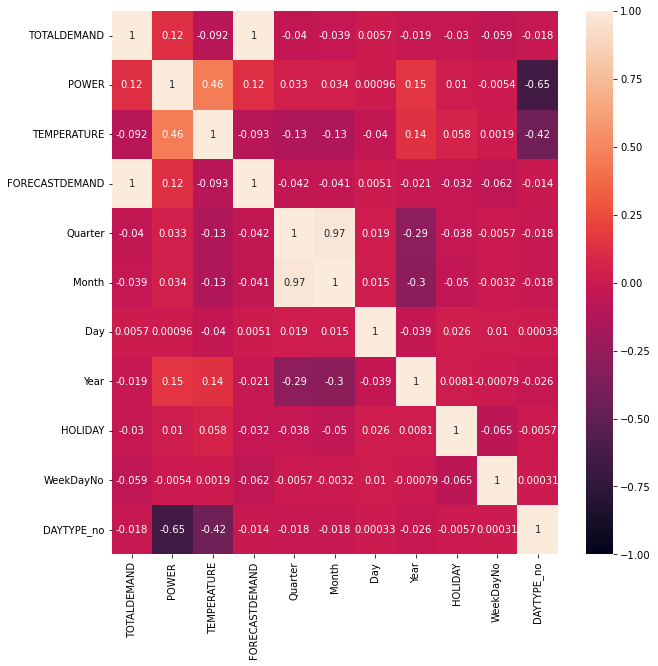 TOTALDEMAND 1 0.12 -0.092 1 -0.04 -0.039 0.0057 -0.019 -0.03 -0.059 -0.018
POWER 0.12 1 0.46 0.12 0.033 0.034 0.00096 0.15 0.01 -0.0054 -0.65
TEMPERATURE -0.092 0.46 1 -0.093 -0.13 -0.13 -0.04 0.14 0.058 0.0019 -0.42
FORECASTDEMAND 1 0.12 -0.093 1 -0.042 -0.041 0.0051 -0.021 -0.032 -0.062 -0.014
Quarter -0.04 0.033 -0.13 -0.042 1 0.97 0.019 -0.29 -0.038 -0.0057 -0.018
Month -0.039 0.034 -0.13 -0.041 0.97 1 0.015 -0.3 -0.05 -0.0032 -0.018
Day 0.0057 0.00096 -0.04 0.0051 0.019 0.015 1 -0.039 0.026 0.01 0.00033
Year -0.019 0.15 0.14 -0.021 -0.29 -0.3 -0.039 1 0.0081 -0.00079 -0.026
HOLIDAY -0.03 0.01 0.058 -0.032 -0.038 -0.05 0.026 0.0081 1 -0.065 -0.0057
WeekDayNo -0.059 -0.0054 0.0019 -0.062 -0.0057 -0.0032 0.01 -0.00079 -0.065 1 0.00031
DAYTYPE_no -0.018 -0.65 -0.42 -0.014 -0.018 -0.018 0.00033 -0.026 -0.0057 0.00031 1
TOTALDEMAND
POWER
TEMPERATURE
FORECASTDEMAND
Quarter
Month
Day
Year
HOLIDAY
WeekDayNo
DAYTYPE_no
1.00
0.75
0.50
0.25
0.00
−0.25
−0.50
−0.75
−1.00